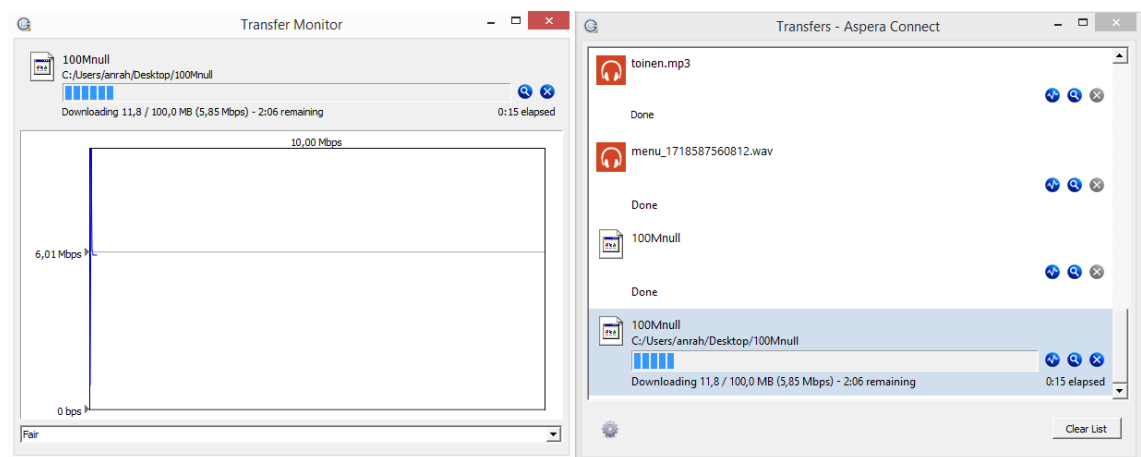 Transfer Monitor
100Mnull
C:/Users/anrah/Desktop/100Mnull
Downloading 11,8 / 100,0 MB (5,85 Mbps) - 2:06 remaining
0:15 elapsed
10,00 Mbps
6,01 Mbps
0 bps
Fair
Transfers - Aspera Connect
toinen.mp3
Done
menu_1718587560812.wav
Done
100Mnull
Done
100Mnull
C:/Users/anrah/Desktop/100Mnull
Downloading 11,8 / 100,0 MB (5,85 Mbps) - 2:06 remaining
0:15 elapsed
Clear List